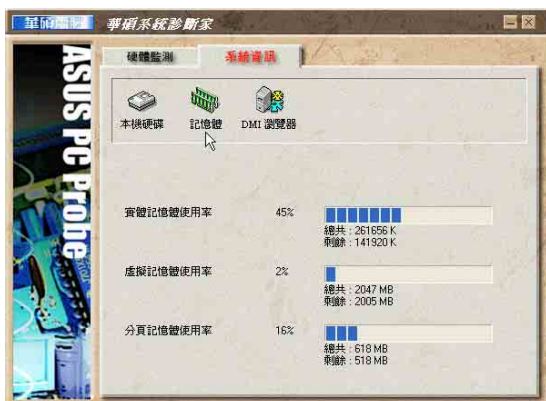 華碩系統診斷家
ASUS PC Probe
硬體監測 系統資訊
本機硬碟 記憶體 DMI 瀏覽器
實體記憶體使用率 45%
總共 : 261656 K
剩餘 : 141920 K
虛擬記憶體使用率 2%
總共 : 2047 MB
剩餘 : 2005 MB
分頁記憶體使用率 16%
總共 : 618 MB
剩餘 : 518 MB